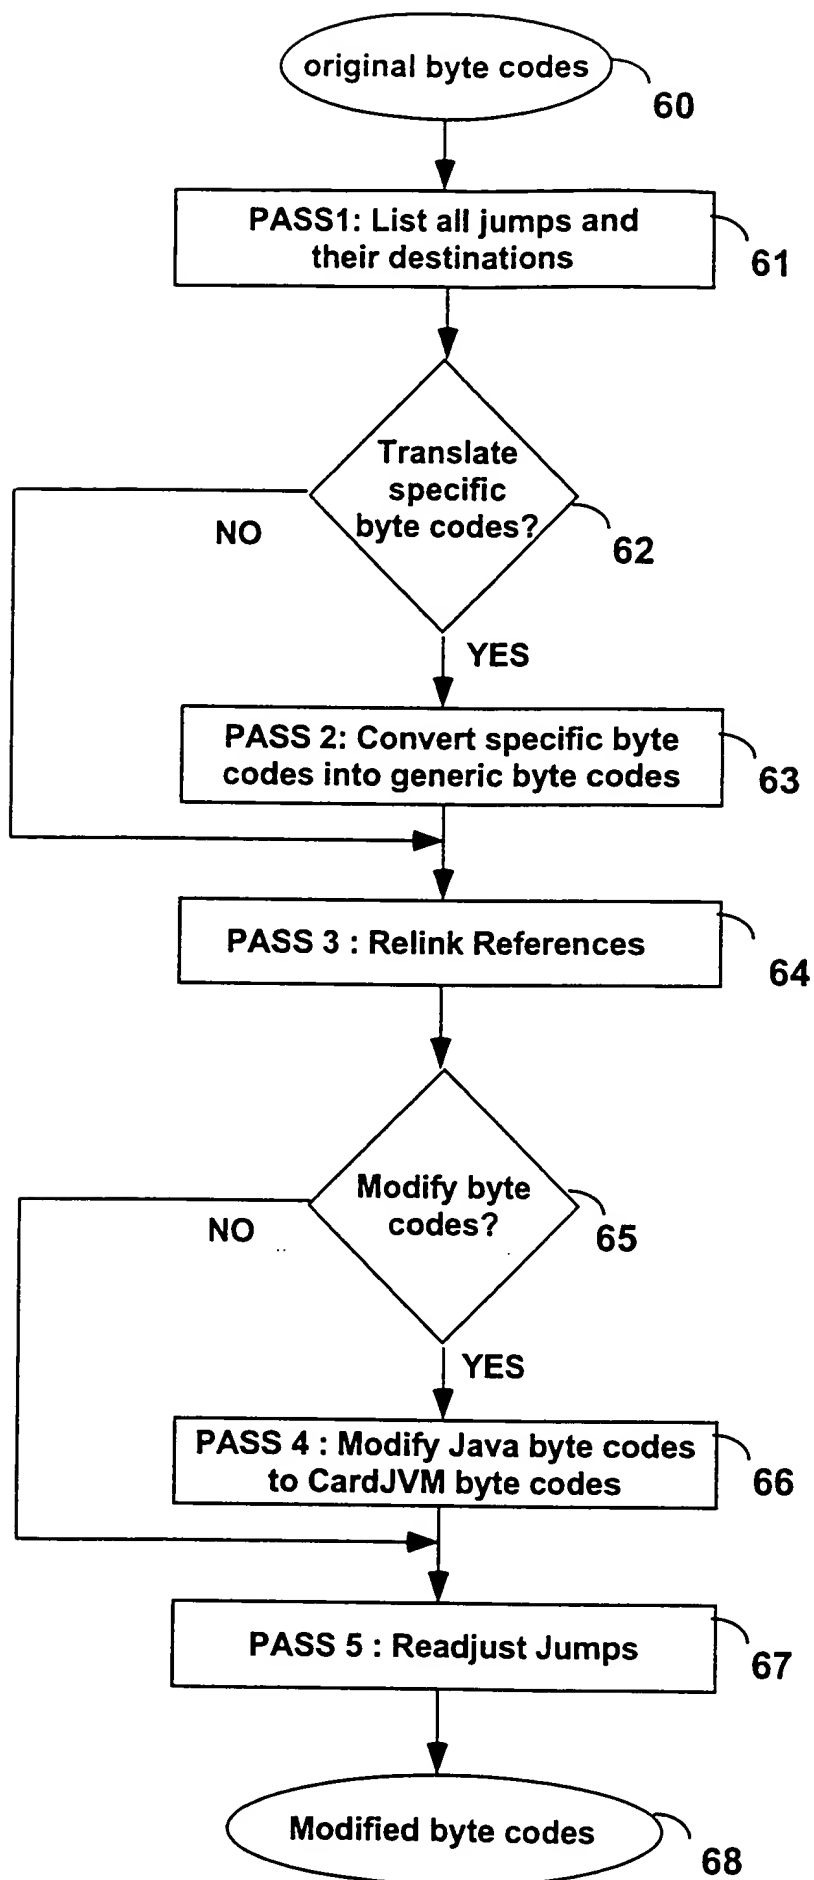 original byte codes
60
PASS1: List all jumps and
their destinations
61
Translate
specific
byte codes?
62
NO
YES
PASS 2: Convert specific byte
codes into generic byte codes
63
PASS 3 : Relink References
64
Modify byte
codes?
65
NO
YES
PASS 4 : Modify Java byte codes
to CardJVM byte codes
66
PASS 5 : Readjust Jumps
67
Modified byte codes
68